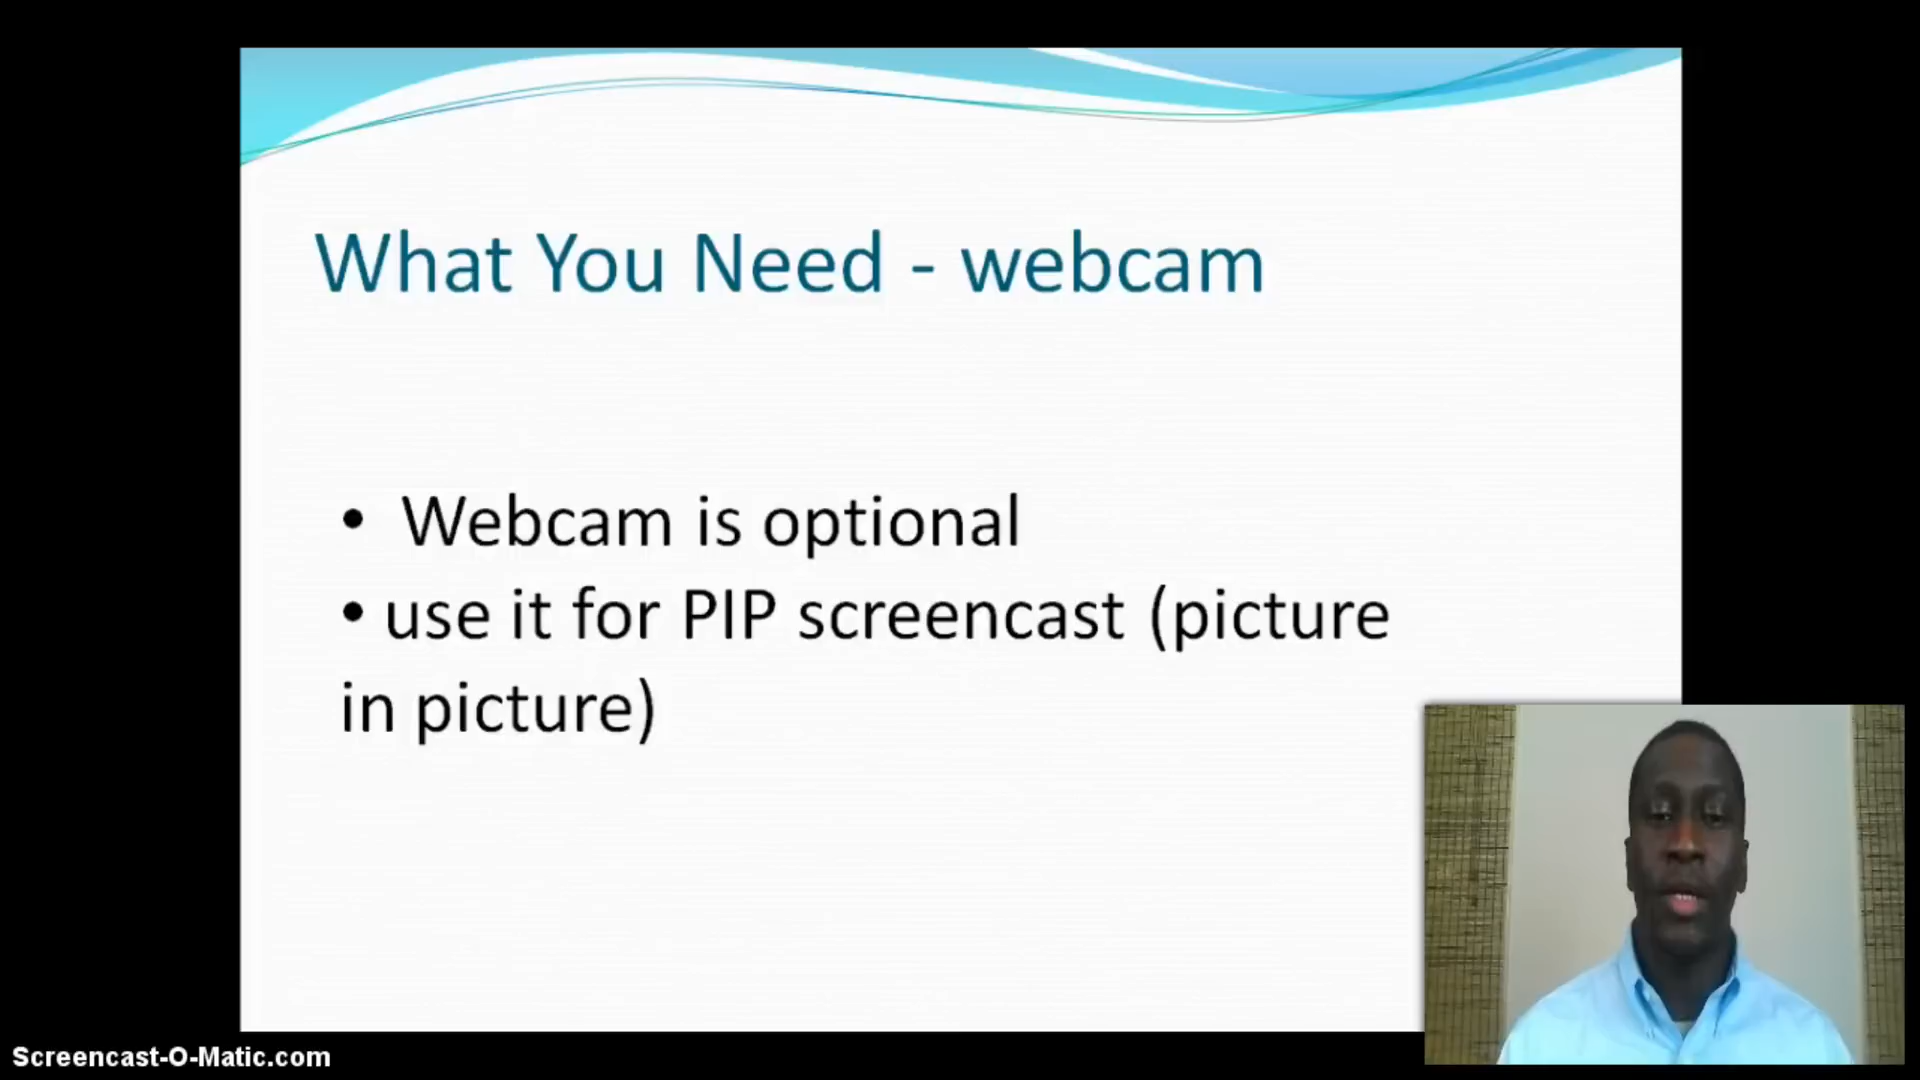 What You Need - webcam
• Webcam is optional
• use it for PIP screencast (picture
in picture)
Screencast-O-Matic.com